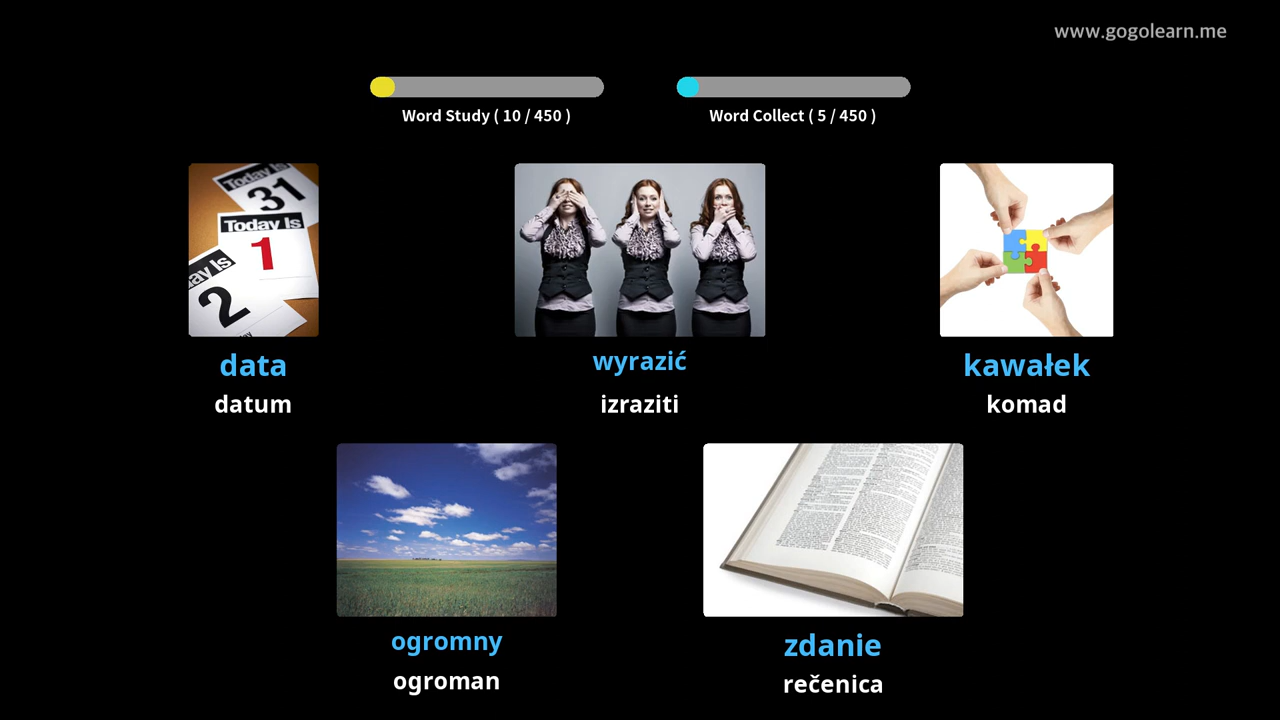 www.gogolearn.me
Word Study ( 10 / 450 )
Word Collect ( 5 / 450 )
Today Is
31
Today Is
1
ay Is
2
data
wyrazić
kawałek
datum
izraziti
komad
ogromny
zdanie
ogroman
rečenica